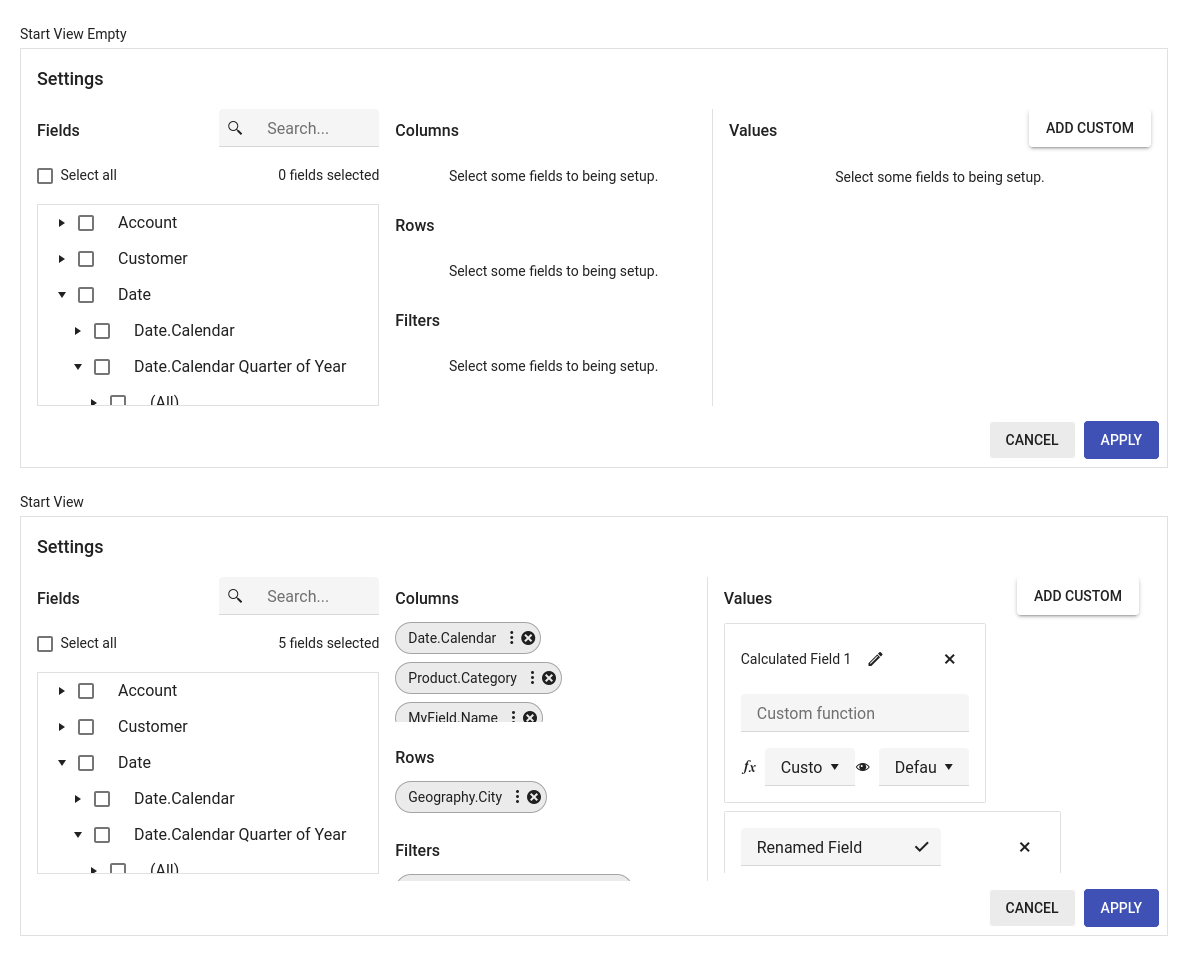 Start View Empty
Settings
Fields
Search...
Select all
0 fields selected
Account
Customer
Date
Date.Calendar
Date.Calendar Quarter of Year
(All)
Columns
Select some fields to being setup.
Rows
Select some fields to being setup.
Filters
Select some fields to being setup.
Values
ADD CUSTOM
Select some fields to being setup.
CANCEL
APPLY
Start View
Settings
Fields
Search...
Select all
5 fields selected
Account
Customer
Date
Date.Calendar
Date.Calendar Quarter of Year
(All)
Columns
Date.Calendar
Product.Category
MyField.Name
Rows
Geography.City
Filters
Values
ADD CUSTOM
Calculated Field 1
Custom function
fx
Custo
Defau
Renamed Field
CANCEL
APPLY